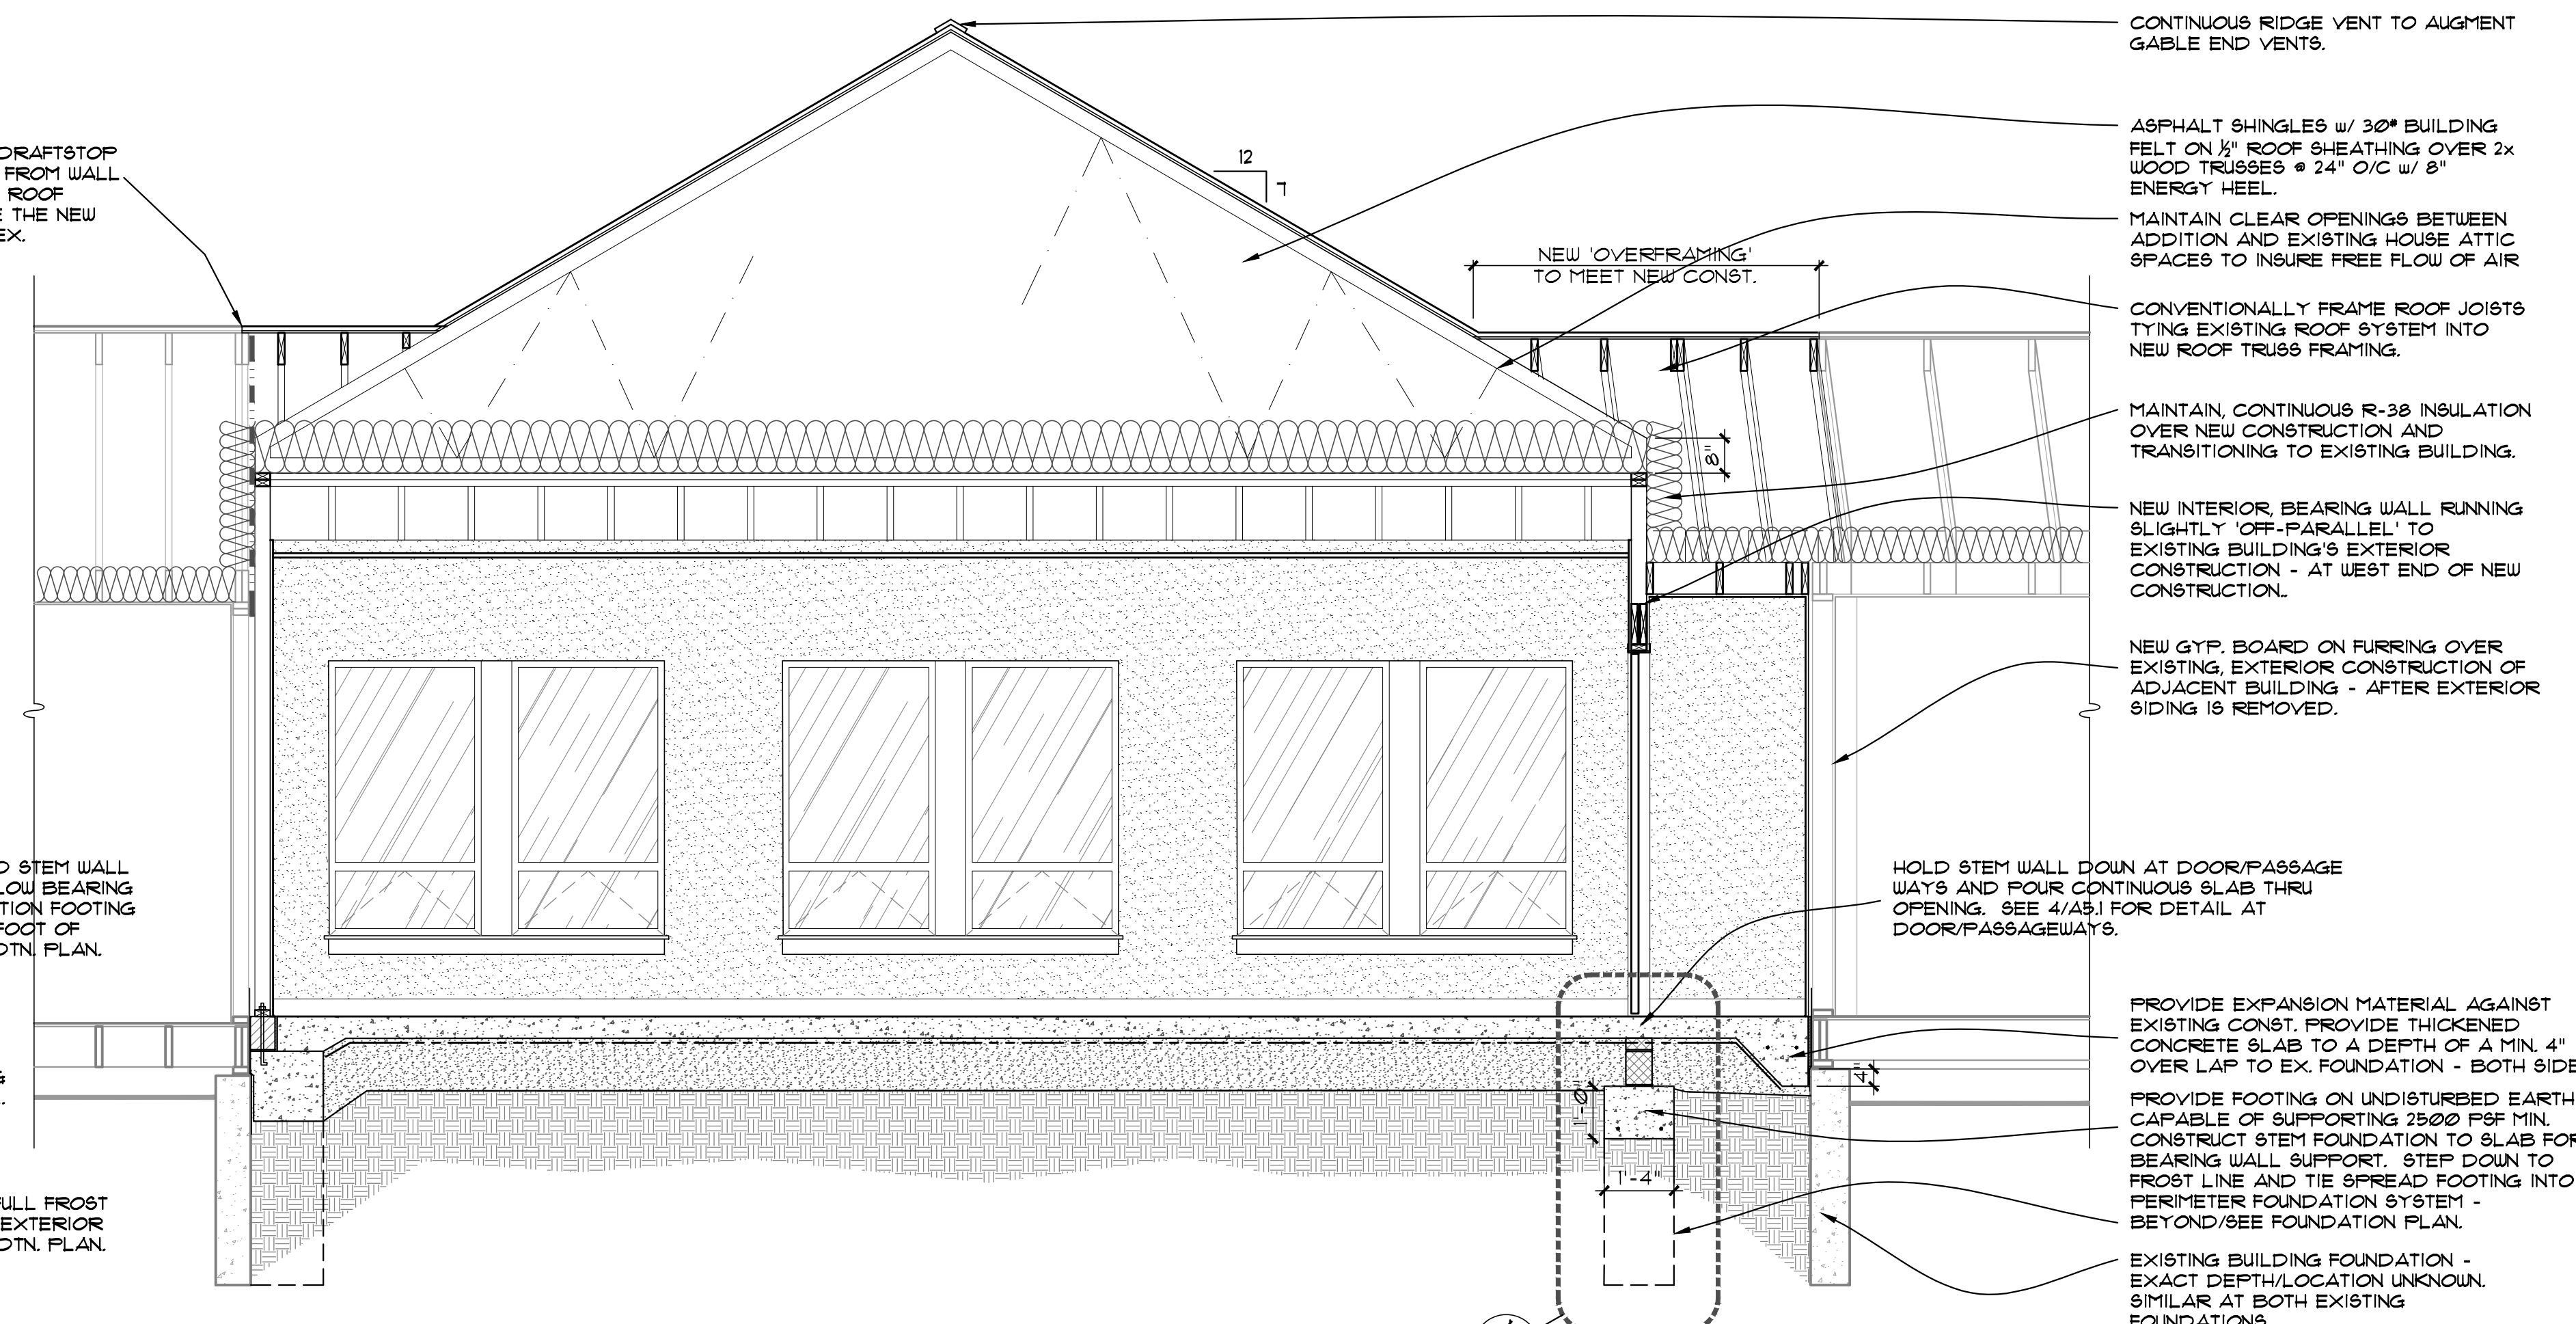 CONTINUOUS RIDGE VENT TO AUGMENT
GABLE END VENTS.
DRAFTSTOP
FROM WALL
ROOF
THE NEW
EX.
12
7
ASPHALT SHINGLES w/ 30# BUILDING
FELT ON ½" ROOF SHEATHING OVER 2x
WOOD TRUSSES @ 24" O/C w/ 8"
ENERGY HEEL.
MAINTAIN CLEAR OPENINGS BETWEEN
ADDITION AND EXISTING HOUSE ATTIC
SPACES TO INSURE FREE FLOW OF AIR
NEW 'OVERFRAMING'
TO MEET NEW CONST.
CONVENTIONALLY FRAME ROOF JOISTS
TYING EXISTING ROOF SYSTEM INTO
NEW ROOF TRUSS FRAMING.
8"
MAINTAIN, CONTINUOUS R-38 INSULATION
OVER NEW CONSTRUCTION AND
TRANSITIONING TO EXISTING BUILDING.
NEW INTERIOR, BEARING WALL RUNNING
SLIGHTLY 'OFF-PARALLEL' TO
EXISTING BUILDING'S EXTERIOR
CONSTRUCTION - AT WEST END OF NEW
CONSTRUCTION..
NEW GYP. BOARD ON FURRING OVER
EXISTING, EXTERIOR CONSTRUCTION OF
ADJACENT BUILDING - AFTER EXTERIOR
SIDING IS REMOVED.
STEM WALL
LOW BEARING
TION FOOTING
FOOT OF
DTN. PLAN.
HOLD STEM WALL DOWN AT DOOR/PASSAGE
WAYS AND POUR CONTINUOUS SLAB THRU
OPENING. SEE 4/A5.1 FOR DETAIL AT
DOOR/PASSAGEWAYS.
PROVIDE EXPANSION MATERIAL AGAINST
EXISTING CONST. PROVIDE THICKENED
CONCRETE SLAB TO A DEPTH OF A MIN. 4"
OVER LAP TO EX. FOUNDATION - BOTH SIDE
4"
1'-0"
1'-4"
PROVIDE FOOTING ON UNDISTURBED EARTH
CAPABLE OF SUPPORTING 2500 PSF MIN.
CONSTRUCT STEM FOUNDATION TO SLAB FOR
BEARING WALL SUPPORT. STEP DOWN TO
FROST LINE AND TIE SPREAD FOOTING INTO
PERIMETER FOUNDATION SYSTEM -
BEYOND/SEE FOUNDATION PLAN.
FULL FROST
EXTERIOR
DTN. PLAN.
EXISTING BUILDING FOUNDATION -
EXACT DEPTH/LOCATION UNKNOWN.
SIMILAR AT BOTH EXISTING
FOUNDATIONS